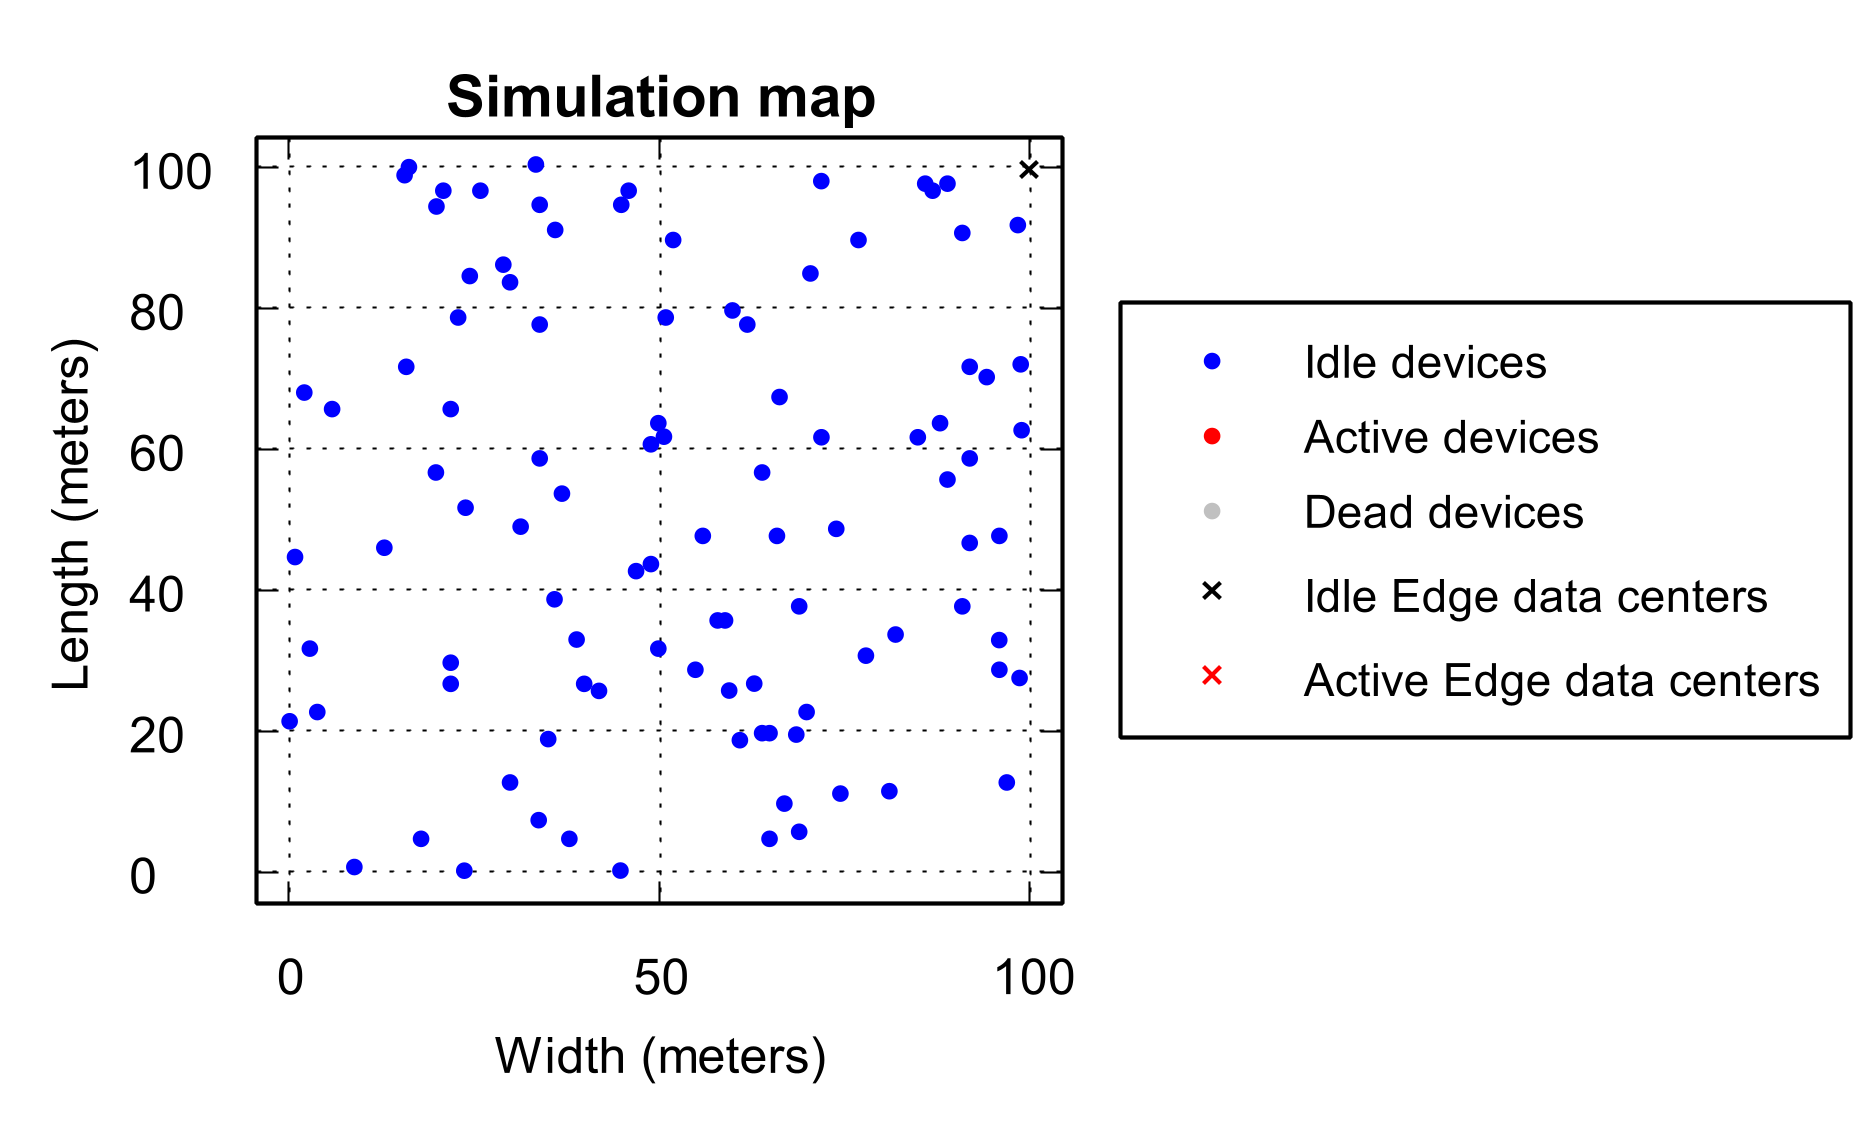 Simulation map
100
80
60
40
20
0
Length (meters)
0 50 100
Width (meters)
Idle devices
Active devices
Dead devices
Idle Edge data centers
Active Edge data centers